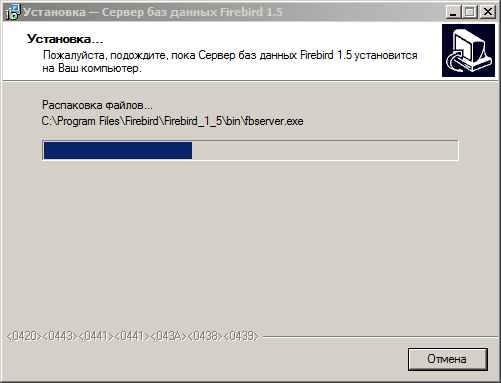 Установка — Сервер баз данных Firebird 1.5
Установка...
Пожалуйста, подождите, пока Сервер баз данных Firebird 1.5 установится
на Ваш компьютер.
Распаковка файлов...
C:\Program Files\Firebird\Firebird_1_5\bin\fbserver.exe
<0420><0443><0441><0441><043A><0438><0439>
Отмена